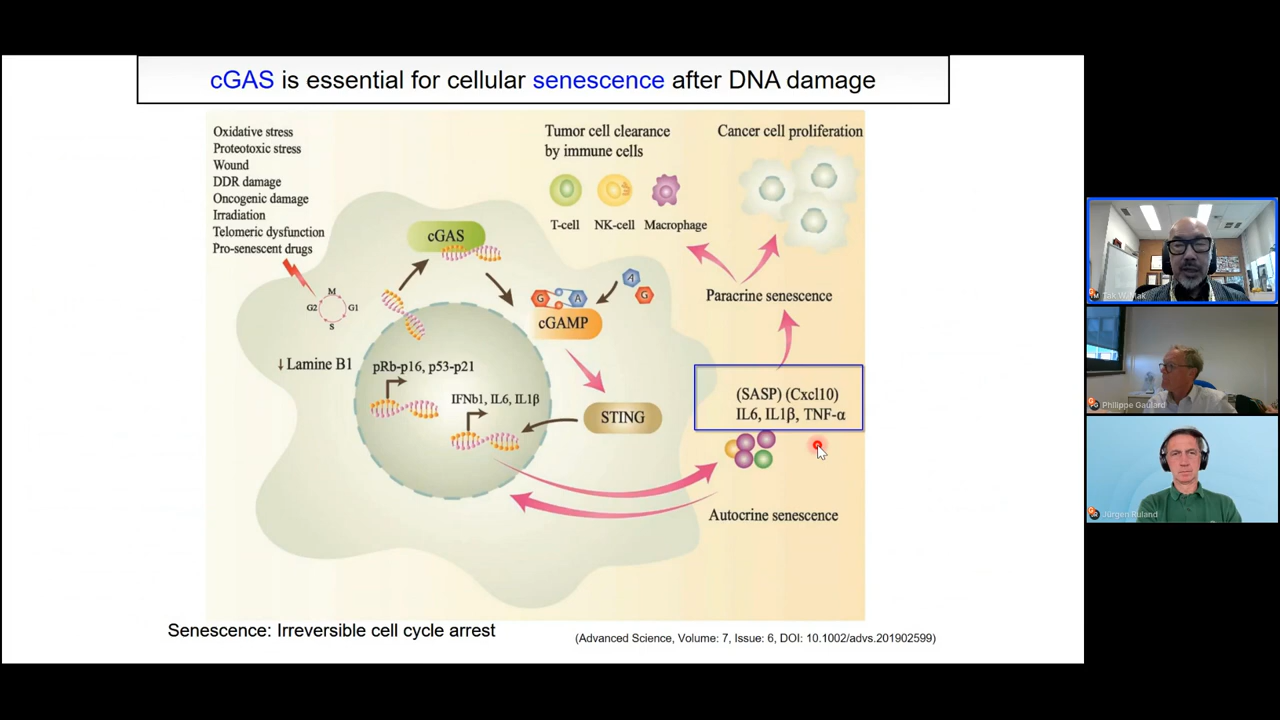 cGAS is essential for cellular senescence after DNA damage
Oxidative stress
Proteotoxic stress
Wound
DDR damage
Oncogenic damage
Irradiation
Telomeric dysfunction
Pro-senescent drugs
Tumor cell clearance
by immune cells
T-cell
NK-cell
Macrophage
Cancer cell proliferation
cGAS
M
G2
G1
S
A
G
G
A
cGAMP
Paracrine senescence
↓ Lamine B1
pRb-p16, p53-p21
IFNb1, IL6, IL1β
STING
(SASP) (Cxcl10)
IL6, IL1β, TNF-α
Autocrine senescence
Senescence: Irreversible cell cycle arrest
(Advanced Science, Volume: 7, Issue: 6, DOI: 10.1002/advs.201902599)
Tak W. Mak
Philippe Gaulard
Jürgen Ruland